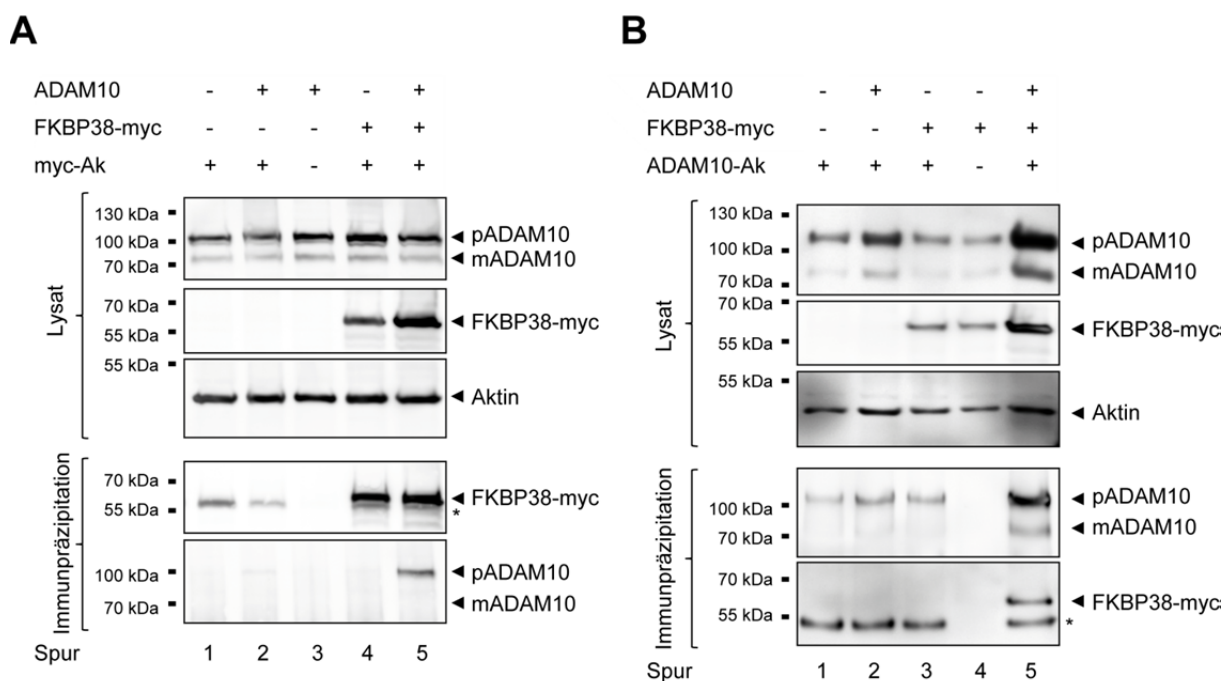 A
ADAM10 - + + - +
FKBP38-myc - - - + +
myc-Ak + + - + +
Lysat
130 kDa
100 kDa
70 kDa
pADAM10
mADAM10
70 kDa
55 kDa
FKBP38-myc
55 kDa
Aktin
Immunpräzipitation
70 kDa
55 kDa
FKBP38-myc
*
100 kDa
70 kDa
pADAM10
mADAM10
Spur 1 2 3 4 5
B
ADAM10 - + - - +
FKBP38-myc - - + + +
ADAM10-Ak + + + - +
Lysat
130 kDa
100 kDa
70 kDa
pADAM10
mADAM10
70 kDa
55 kDa
FKBP38-myc
55 kDa
Aktin
Immunpräzipitation
100 kDa
70 kDa
pADAM10
mADAM10
70 kDa
55 kDa
FKBP38-myc
*
Spur 1 2 3 4 5